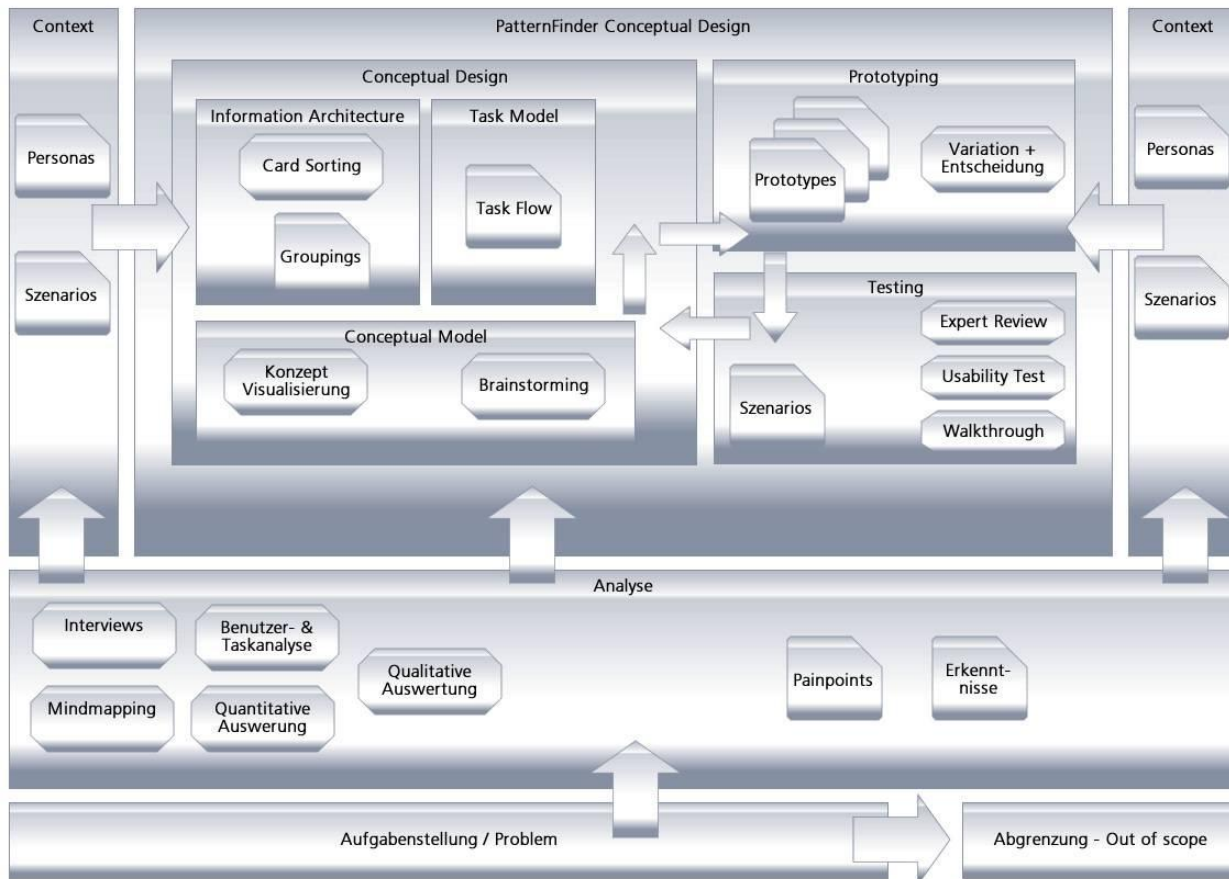 Context
PatternFinder Conceptual Design
Context
Conceptual Design
Prototyping
Information Architecture
Task Model
Card Sorting
Groupings
Task Flow
Personas
Szenarios
Prototypes
Variation +
Entscheidung
Personas
Szenarios
Testing
Expert Review
Usability Test
Walkthrough
Szenarios
Conceptual Model
Konzept
Visualisierung
Brainstorming
Analyse
Interviews
Benutzer- &
Taskanalyse
Qualitative
Auswertung
Mindmapping
Quantitative
Auswerung
Painpoints
Erkennt-
nisse
Aufgabenstellung / Problem
Abgrenzung - Out of scope